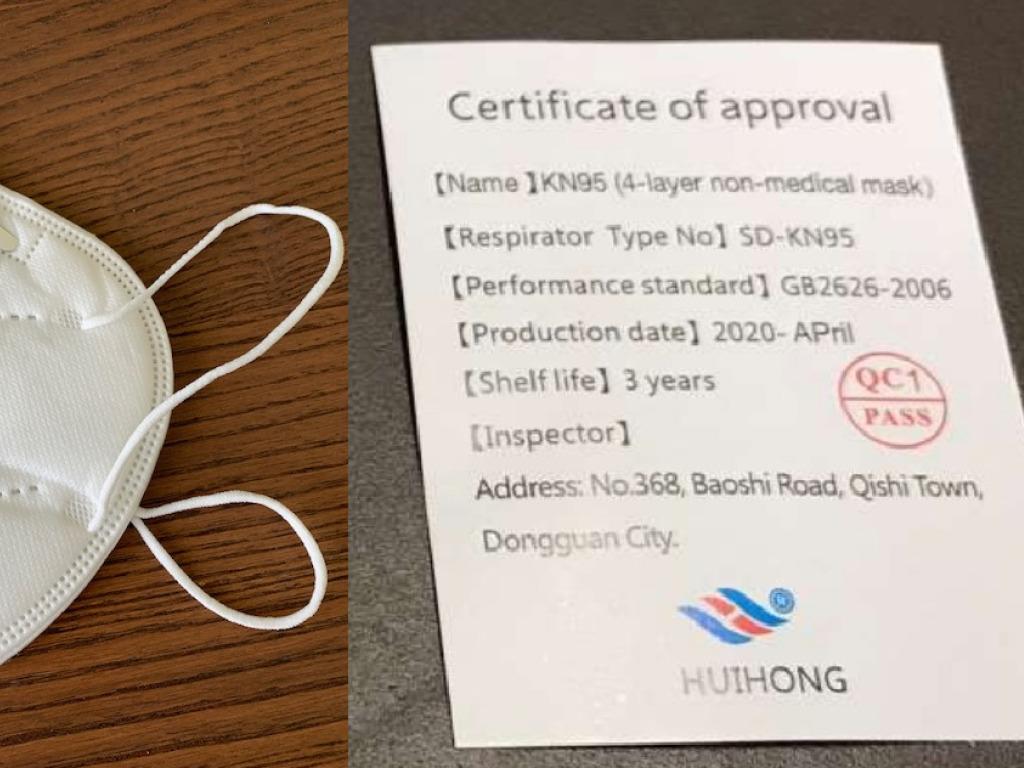 Certificate of approval
【Name 】KN95 (4-layer non-medical mask)
【Respirator Type No】 SD-KN95
【Performance standard】 GB2626-2006
【Production date】 2020- APril
【Shelf life】 3 years
QC1
PASS
【Inspector】
Address: No.368, Baoshi Road, Qishi Town,
Dongguan City.
HUIHONG